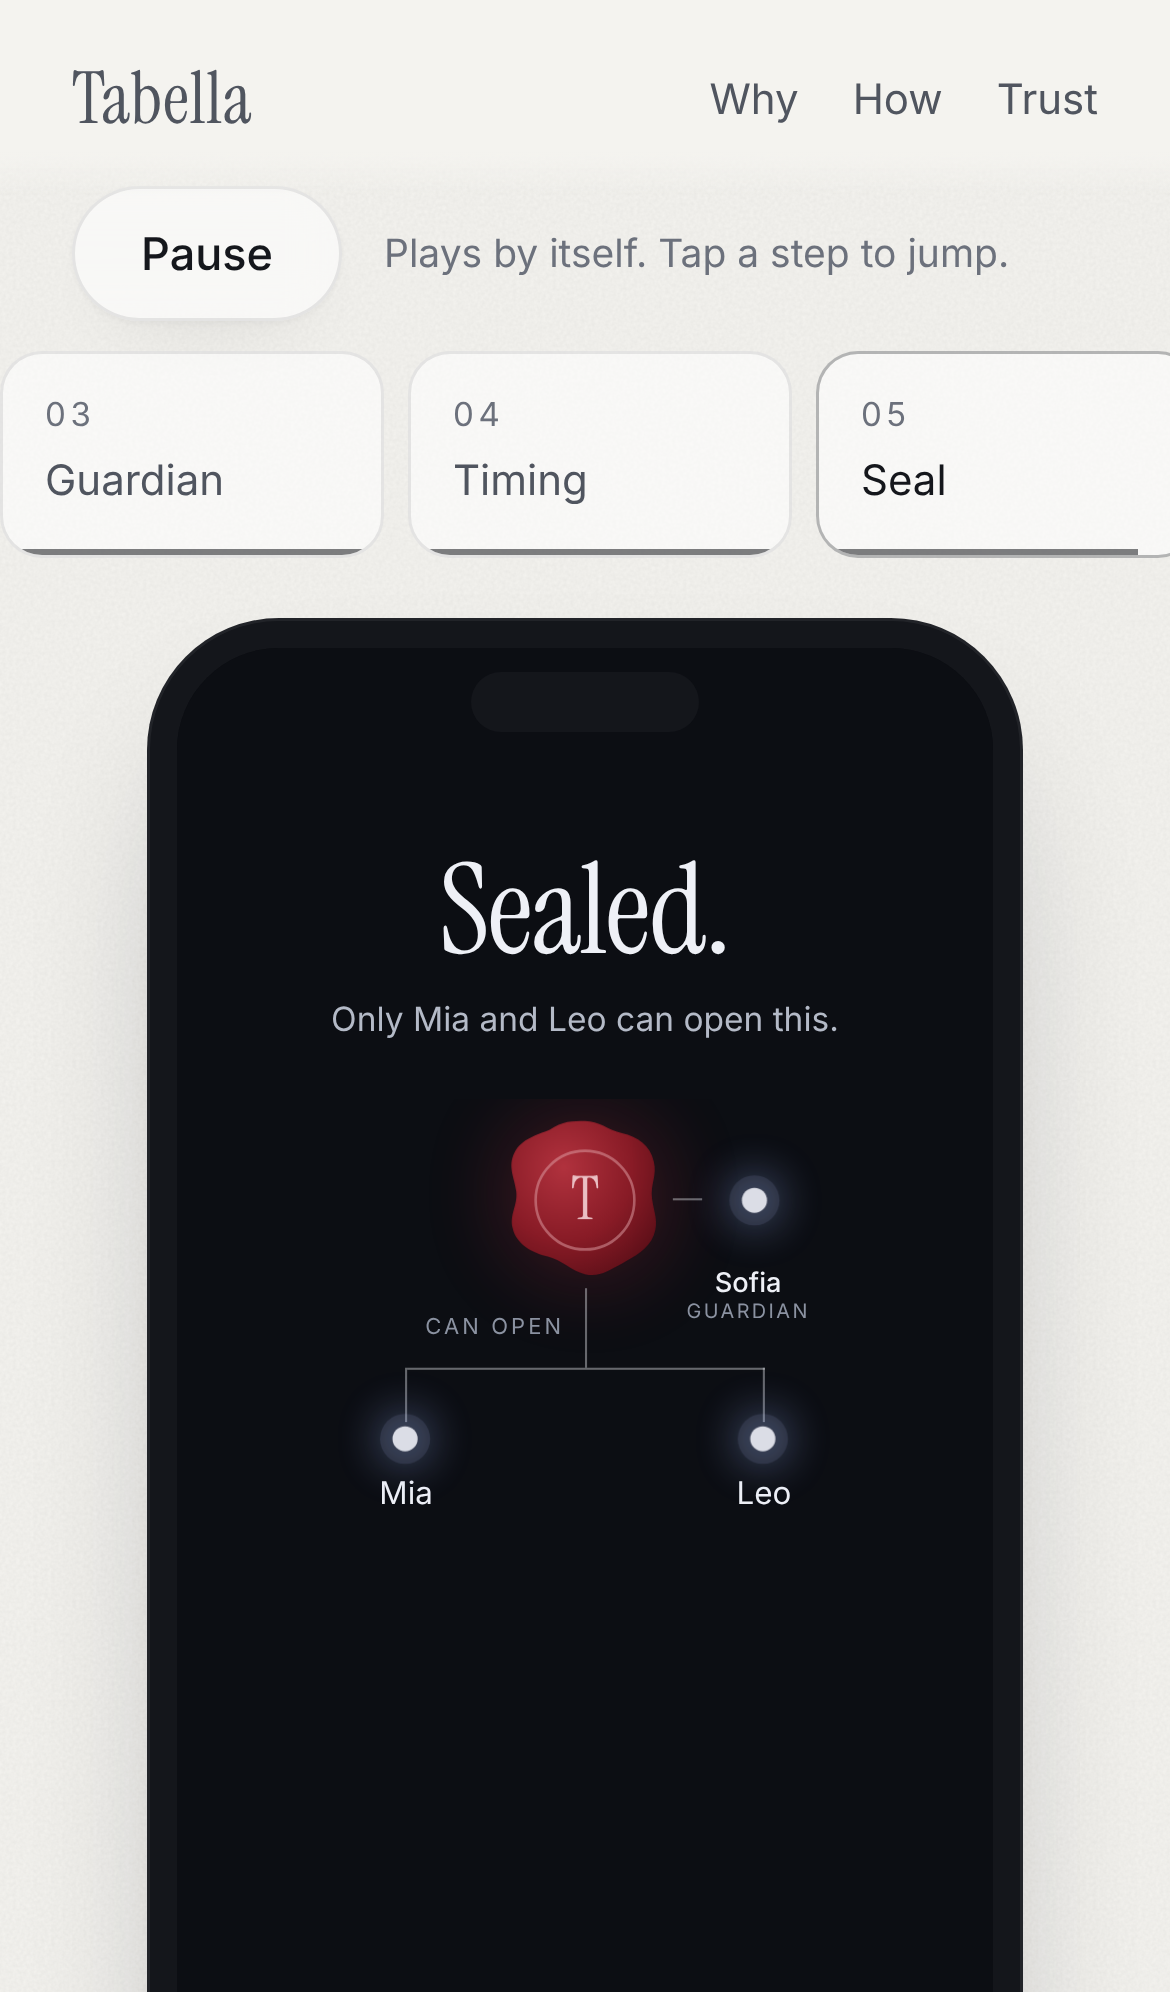 Tabella
Why How Trust
Pause
Plays by itself. Tap a step to jump.
03
Guardian
04
Timing
05
Seal
Sealed.
Only Mia and Leo can open this.
T
Sofia
GUARDIAN
CAN OPEN
Mia
Leo